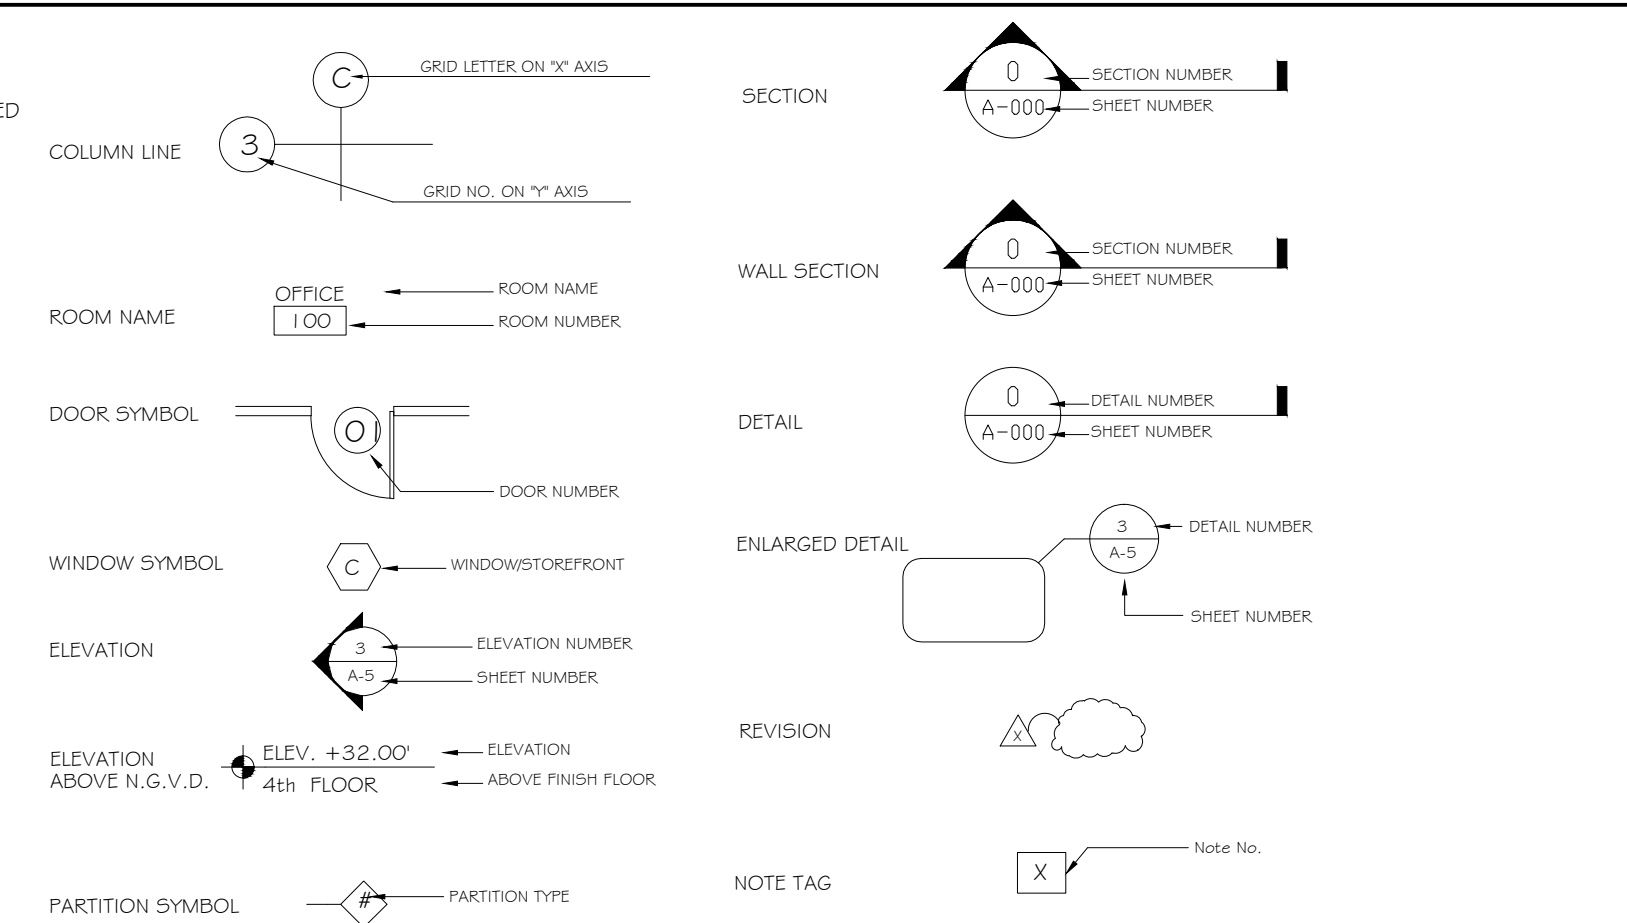 ED
COLUMN LINE
C
GRID LETTER ON "X" AXIS
3
GRID NO. ON "Y" AXIS
ROOM NAME
OFFICE
100
ROOM NAME
ROOM NUMBER
DOOR SYMBOL
01
DOOR NUMBER
WINDOW SYMBOL
C
WINDOW/STOREFRONT
ELEVATION
3
A-5
ELEVATION NUMBER
SHEET NUMBER
ELEVATION
ABOVE N.G.V.D.
ELEV. +32.00'
4th FLOOR
ELEVATION
ABOVE FINISH FLOOR
PARTITION SYMBOL
#
PARTITION TYPE
SECTION
0
A-000
SECTION NUMBER
SHEET NUMBER
WALL SECTION
0
A-000
SECTION NUMBER
SHEET NUMBER
DETAIL
0
A-000
DETAIL NUMBER
SHEET NUMBER
ENLARGED DETAIL
3
A-5
DETAIL NUMBER
SHEET NUMBER
REVISION
X
NOTE TAG
X
Note No.